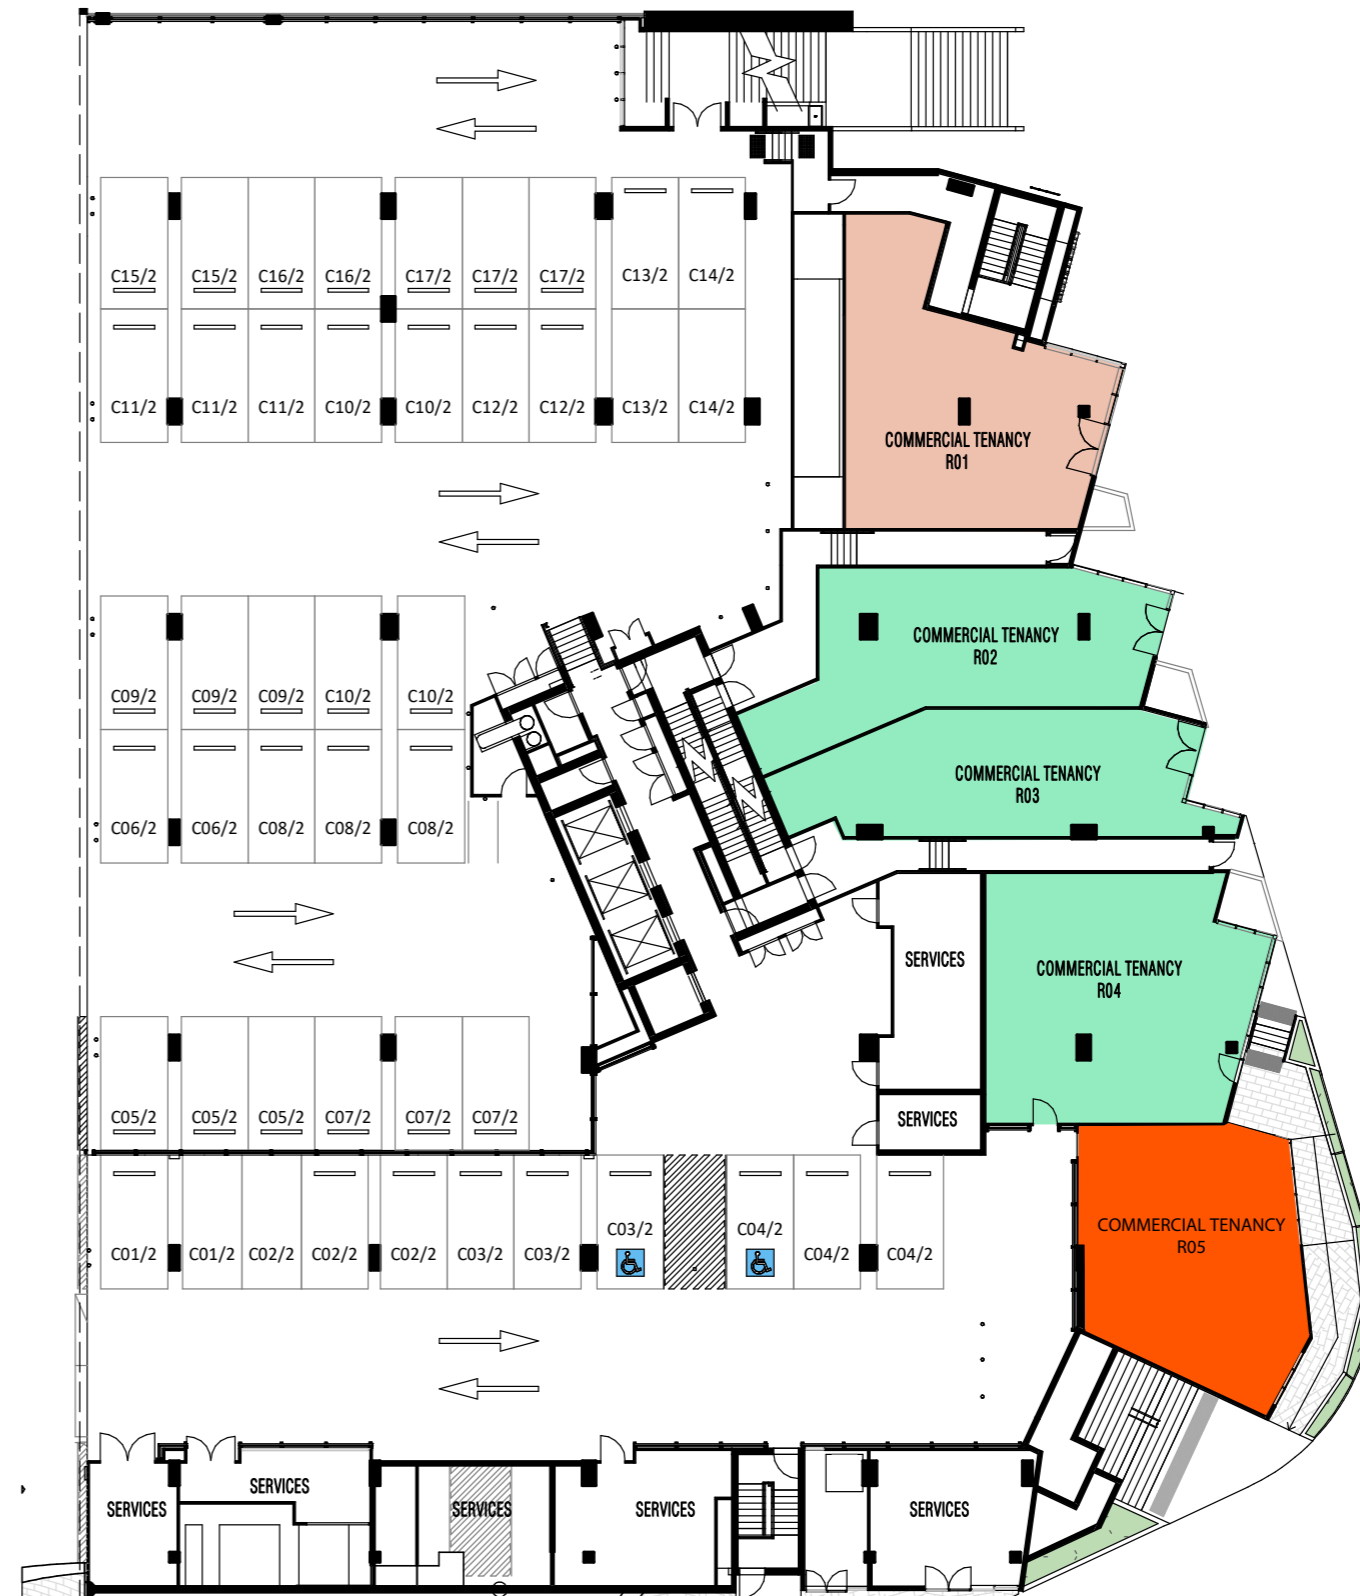 C15/2 C15/2 C16/2 C16/2 C17/2 C17/2 C17/2 C13/2 C14/2
C11/2 C11/2 C11/2 C10/2 C10/2 C12/2 C12/2 C13/2 C14/2
COMMERCIAL TENANCY
R01
COMMERCIAL TENANCY
R02
C09/2 C09/2 C09/2 C10/2 C10/2
COMMERCIAL TENANCY
R03
C06/2 C06/2 C08/2 C08/2 C08/2
SERVICES
COMMERCIAL TENANCY
R04
C05/2 C05/2 C05/2 C07/2 C07/2 C07/2
SERVICES
C03/2 C04/2
COMMERCIAL TENANCY
R05
C01/2 C01/2 C02/2 C02/2 C02/2 C03/2 C03/2 C04/2 C04/2
SERVICES
SERVICES SERVICES SERVICES SERVICES